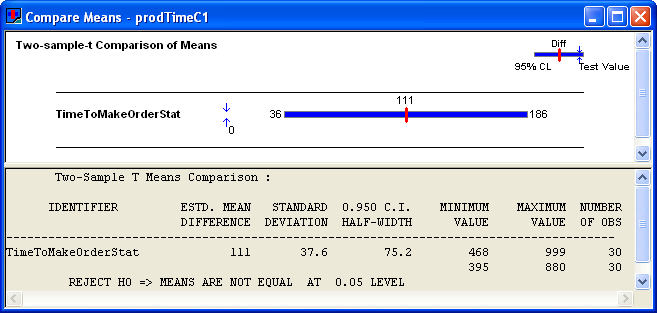 Compare Means - prodTimeC1
Two-sample-t Comparison of Means
Diff
95% CL Test Value
111
TimeToMakeOrderStat 36 186
0
Two-Sample T Means Comparison :
IDENTIFIER ESTD. MEAN STANDARD 0.950 C.I. MINIMUM MAXIMUM NUMBER
DIFFERENCE DEVIATION HALF-WIDTH VALUE VALUE OF OBS
TimeToMakeOrderStat 111 37.6 75.2 468 999 30
395 880 30
REJECT HO => MEANS ARE NOT EQUAL AT 0.05 LEVEL